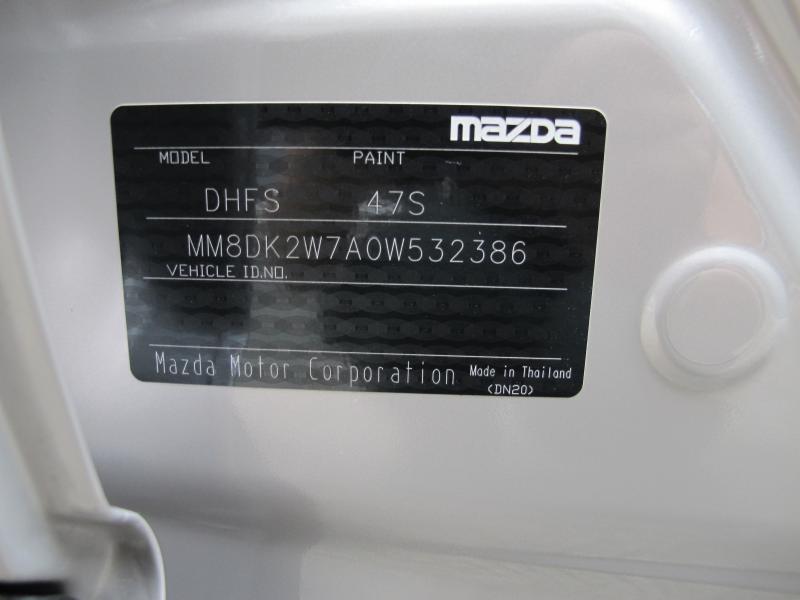 mazda
MODEL PAINT
DHFS 47S
MM8DK2W7A0W532386
VEHICLE ID.NO.
Mazda Motor Corporation Made in Thailand
(DN20)